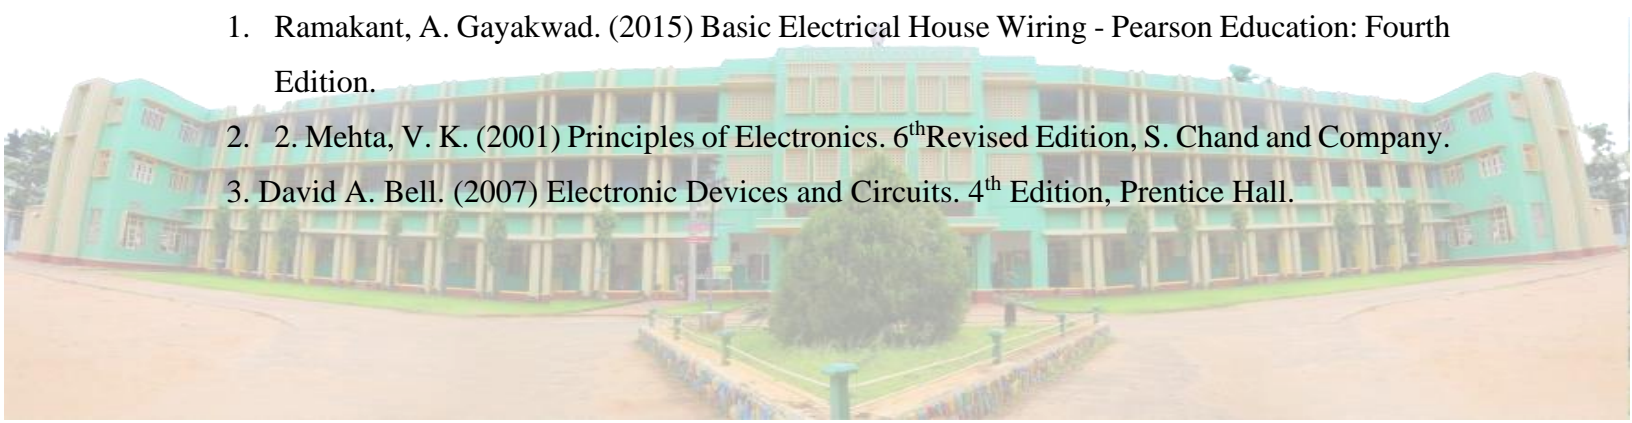 1. Ramakant, A. Gayakwad. (2015) Basic Electrical House Wiring - Pearson Education: Fourth
Edition.
2. 2. Mehta, V. K. (2001) Principles of Electronics. 6thRevised Edition, S. Chand and Company.
3. David A. Bell. (2007) Electronic Devices and Circuits. 4th Edition, Prentice Hall.